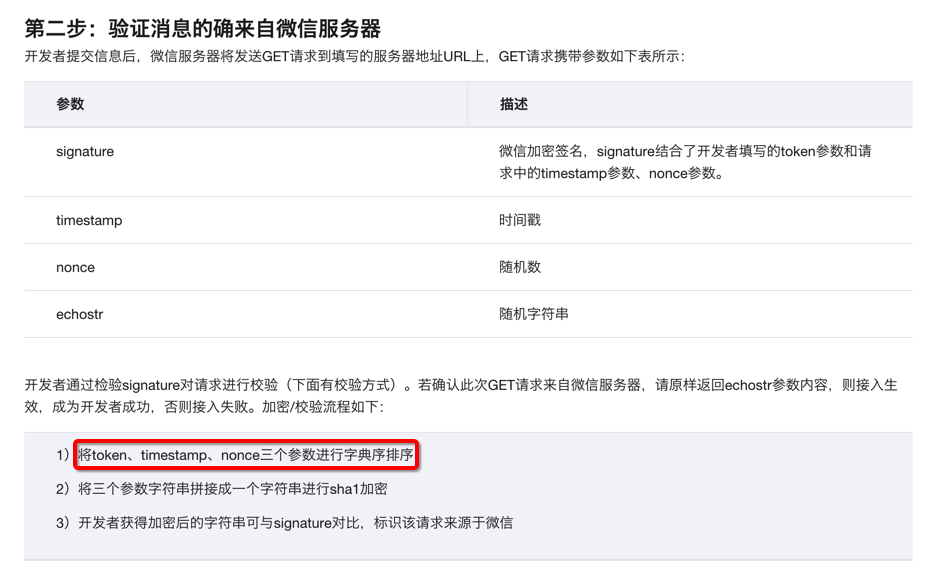 第二步：验证消息的确来自微信服务器
开发者提交信息后，微信服务器将发送GET请求到填写的服务器地址URL上，GET请求携带参数如下表所示：
参数 描述
signature 微信加密签名，signature结合了开发者填写的token参数和请
求中的timestamp参数、nonce参数。
timestamp 时间戳
nonce 随机数
echostr 随机字符串
开发者通过检验signature对请求进行校验（下面有校验方式）。若确认此次GET请求来自微信服务器，请原样返回echostr参数内容，则接入生
效，成为开发者成功，否则接入失败。加密/校验流程如下：
1）将token、timestamp、nonce三个参数进行字典序排序
2）将三个参数字符串拼接成一个字符串进行sha1加密
3）开发者获得加密后的字符串可与signature对比，标识该请求来源于微信